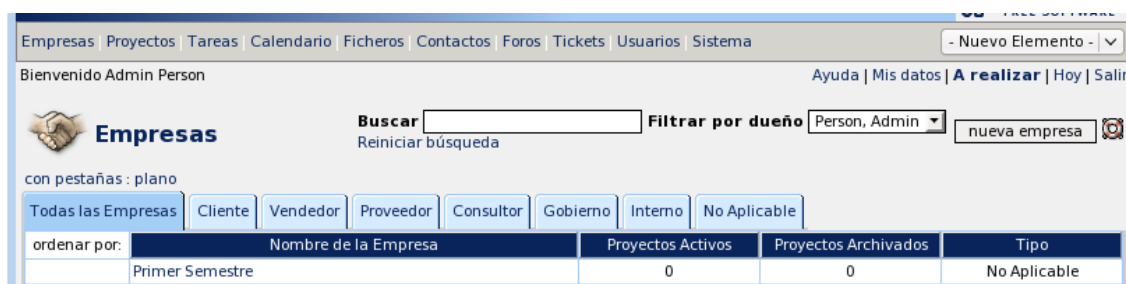 FREE SOFTWARE
Empresas | Proyectos | Tareas | Calendario | Ficheros | Contactos | Foros | Tickets | Usuarios | Sistema
- Nuevo Elemento -
Bienvenido Admin Person
Ayuda | Mis datos | A realizar | Hoy | Salir
Empresas
Buscar
Filtrar por dueño Person, Admin
nueva empresa
Reiniciar búsqueda
con pestañas : plano
Todas las Empresas Cliente Vendedor Proveedor Consultor Gobierno Interno No Aplicable
ordenar por: Nombre de la Empresa Proyectos Activos Proyectos Archivados Tipo
Primer Semestre 0 0 No Aplicable